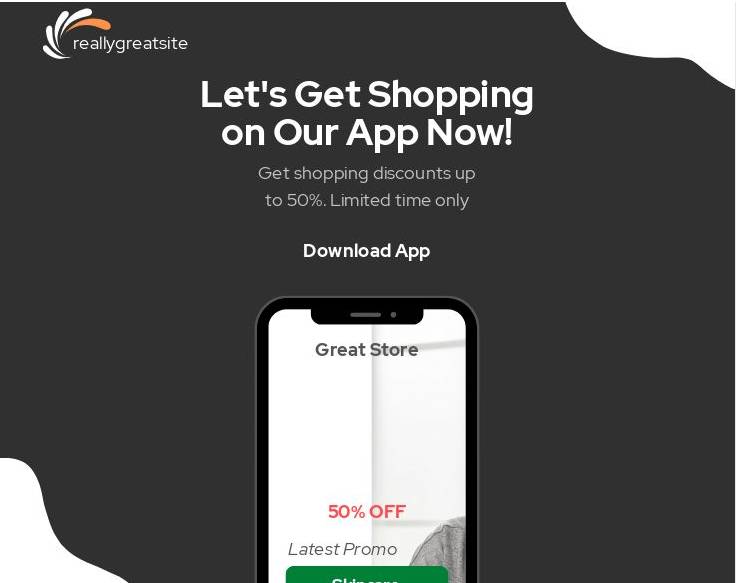 reallygreatsite
Let's Get Shopping
on Our App Now!
Get shopping discounts up
to 50%. Limited time only
Download App
Great Store
50% OFF
Latest Promo
Skincare